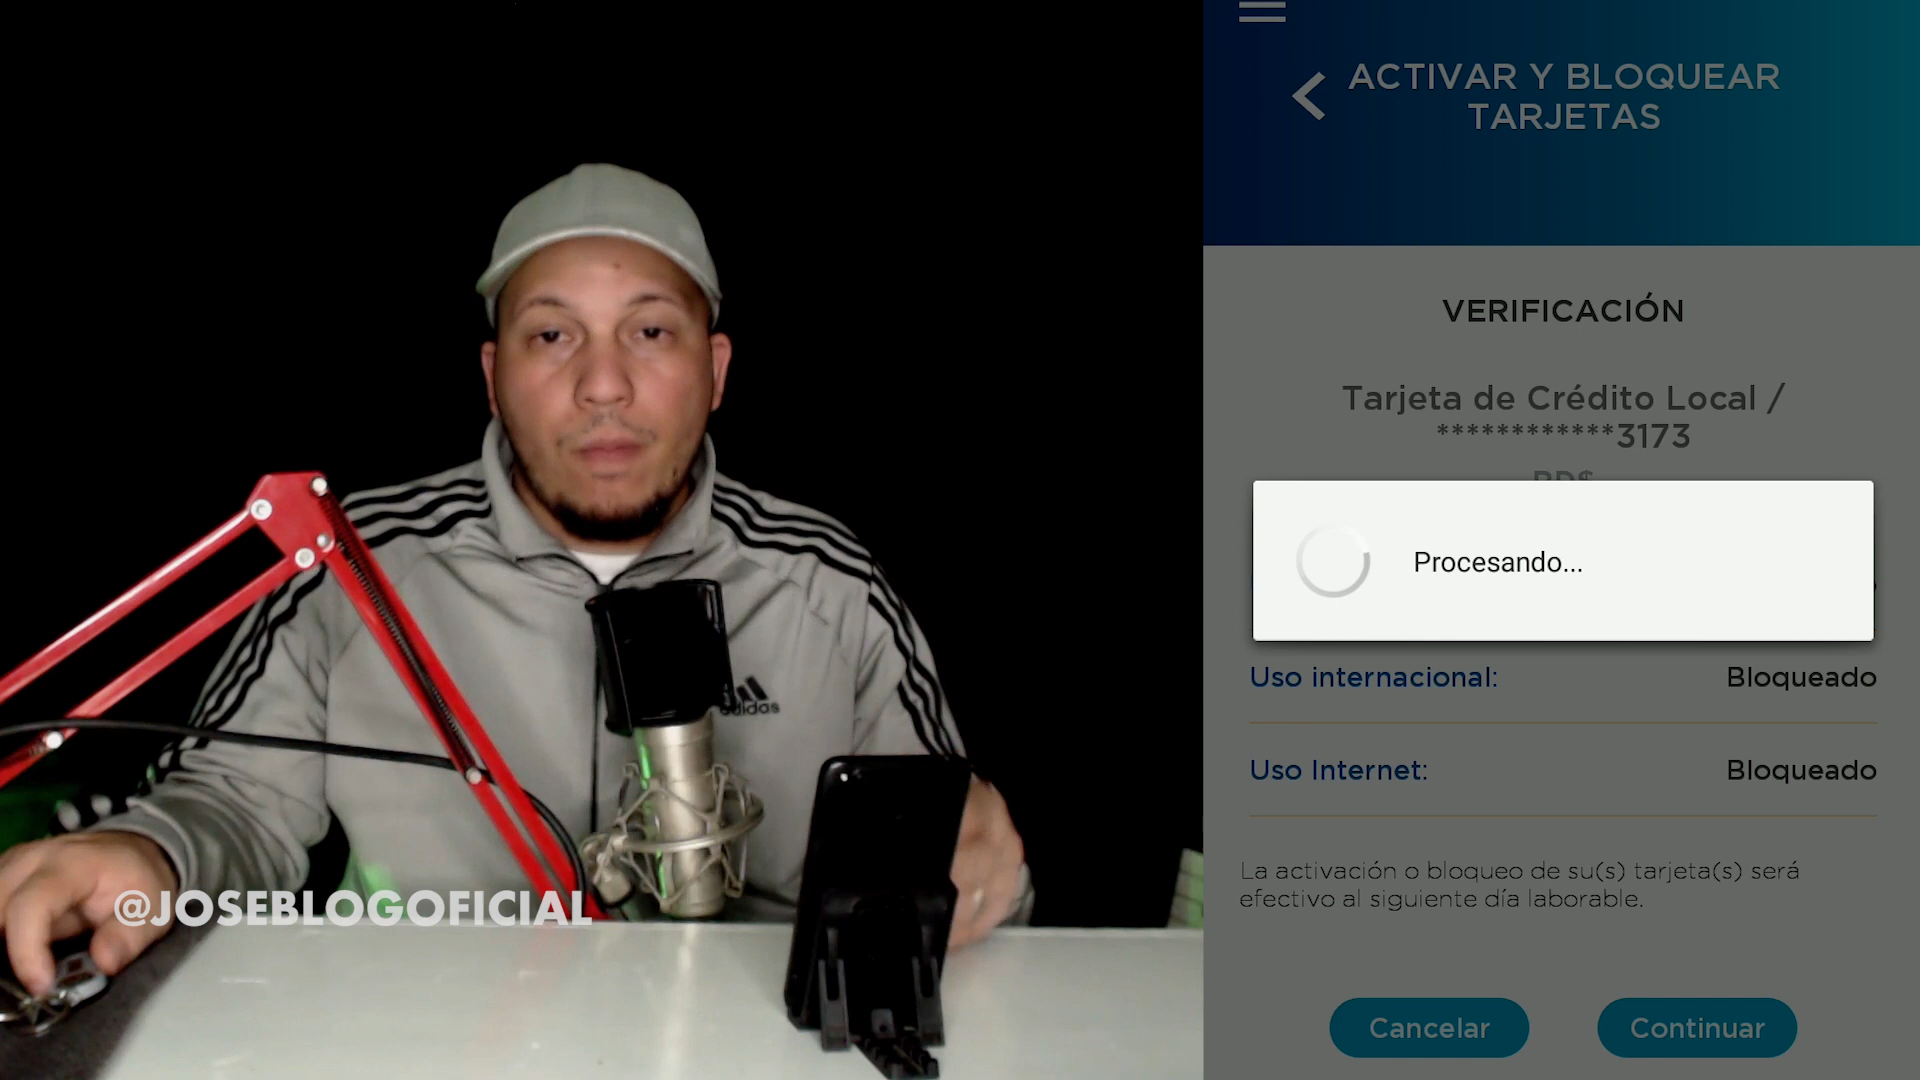 ACTIVAR Y BLOQUEAR
TARJETAS
VERIFICACIÓN
Tarjeta de Crédito Local /
************3173
RD$
Procesando...
Uso internacional: Bloqueado
Uso Internet: Bloqueado
La activación o bloqueo de su(s) tarjeta(s) será
efectivo al siguiente día laborable.
Cancelar
Continuar
adidas
@JOSEBLOGOFICIAL